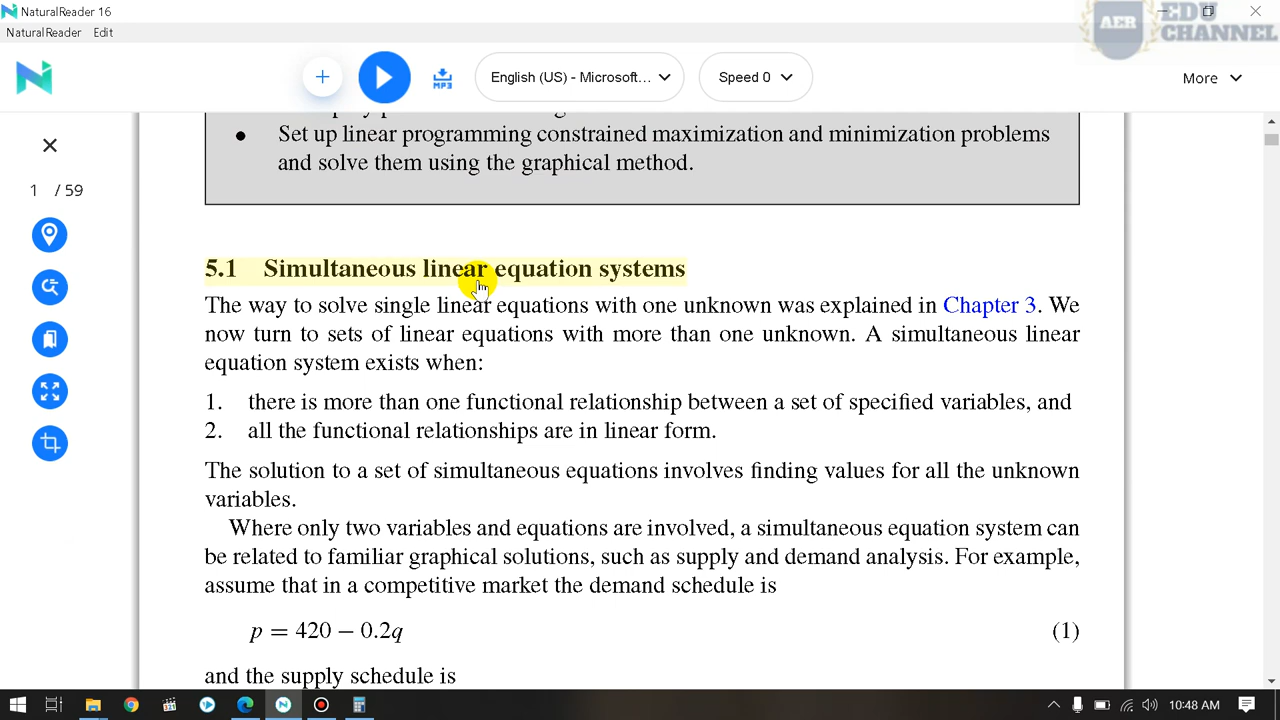 NaturalReader 16
NaturalReader Edit
AER EDU CHANNEL
MP3
English (US) - Microsoft...
Speed 0
More
1 / 59
• Set up linear programming constrained maximization and minimization problems
and solve them using the graphical method.
5.1 Simultaneous linear equation systems
The way to solve single linear equations with one unknown was explained in Chapter 3. We
now turn to sets of linear equations with more than one unknown. A simultaneous linear
equation system exists when:
1. there is more than one functional relationship between a set of specified variables, and
2. all the functional relationships are in linear form.
The solution to a set of simultaneous equations involves finding values for all the unknown
variables.
Where only two variables and equations are involved, a simultaneous equation system can
be related to familiar graphical solutions, such as supply and demand analysis. For example,
assume that in a competitive market the demand schedule is
p = 420 − 0.2q (1)
and the supply schedule is
10:48 AM